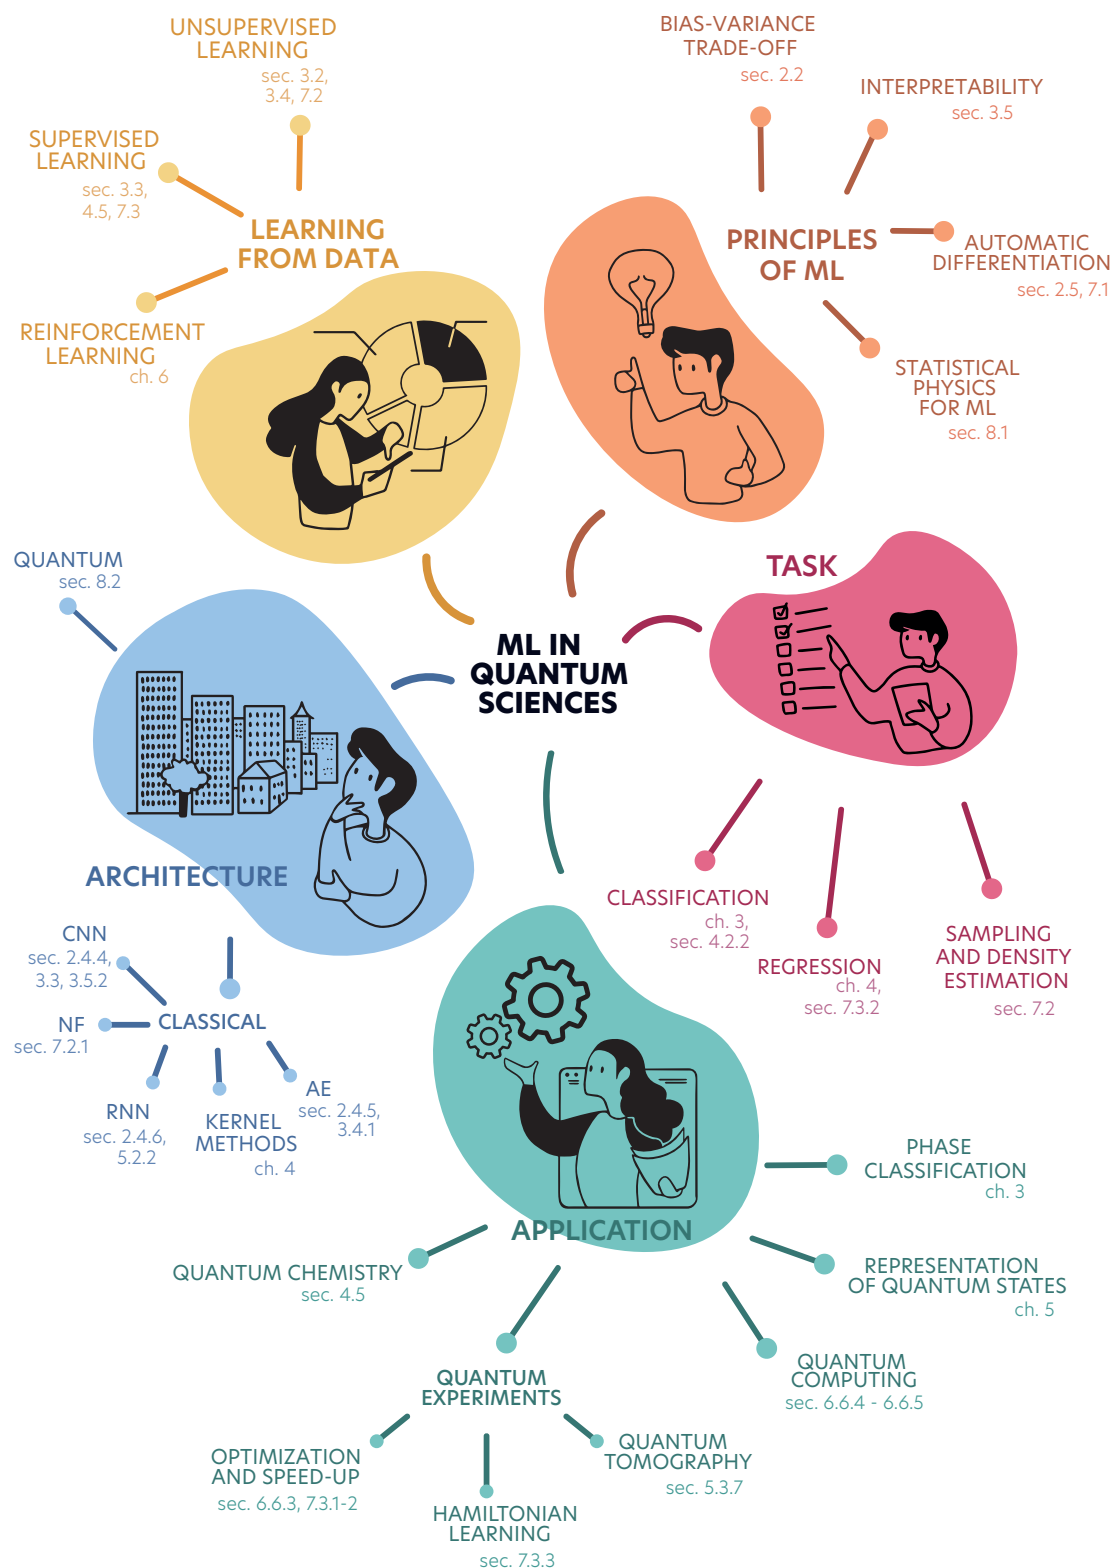 UNSUPERVISED
LEARNING
sec. 3.2,
3.4, 7.2
SUPERVISED
LEARNING
sec. 3.3,
4.5, 7.3
LEARNING
FROM DATA
REINFORCEMENT
LEARNING
ch. 6
BIAS-VARIANCE
TRADE-OFF
sec. 2.2
INTERPRETABILITY
sec. 3.5
PRINCIPLES
OF ML
AUTOMATIC
DIFFERENTIATION
sec. 2.5, 7.1
STATISTICAL
PHYSICS
FOR ML
sec. 8.1
QUANTUM
sec. 8.2
TASK
ML IN
QUANTUM
SCIENCES
ARCHITECTURE
CNN
sec. 2.4.4,
3.3, 3.5.2
NF
sec. 7.2.1
CLASSICAL
RNN
sec. 2.4.6,
5.2.2
KERNEL
METHODS
ch. 4
AE
sec. 2.4.5,
3.4.1
CLASSIFICATION
ch. 3,
sec. 4.2.2
REGRESSION
ch. 4,
sec. 7.3.2
SAMPLING
AND DENSITY
ESTIMATION
sec. 7.2
APPLICATION
PHASE
CLASSIFICATION
ch. 3
REPRESENTATION
OF QUANTUM STATES
ch. 5
QUANTUM
COMPUTING
sec. 6.6.4 - 6.6.5
QUANTUM CHEMISTRY
sec. 4.5
QUANTUM
EXPERIMENTS
OPTIMIZATION
AND SPEED-UP
sec. 6.6.3, 7.3.1-2
HAMILTONIAN
LEARNING
sec. 7.3.3
QUANTUM
TOMOGRAPHY
sec. 5.3.7